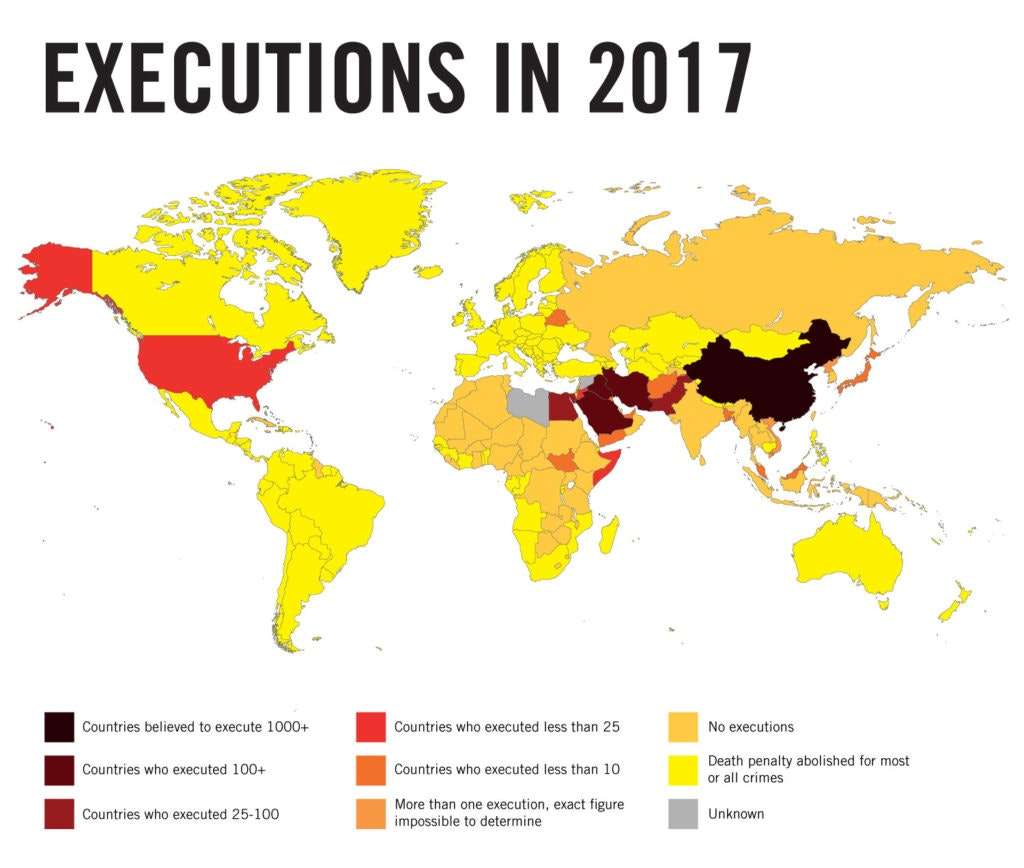 EXECUTIONS IN 2017
Countries believed to execute 1000+
Countries who executed 100+
Countries who executed 25-100
Countries who executed less than 25
Countries who executed less than 10
More than one execution, exact figure
impossible to determine
No executions
Death penalty abolished for most
or all crimes
Unknown